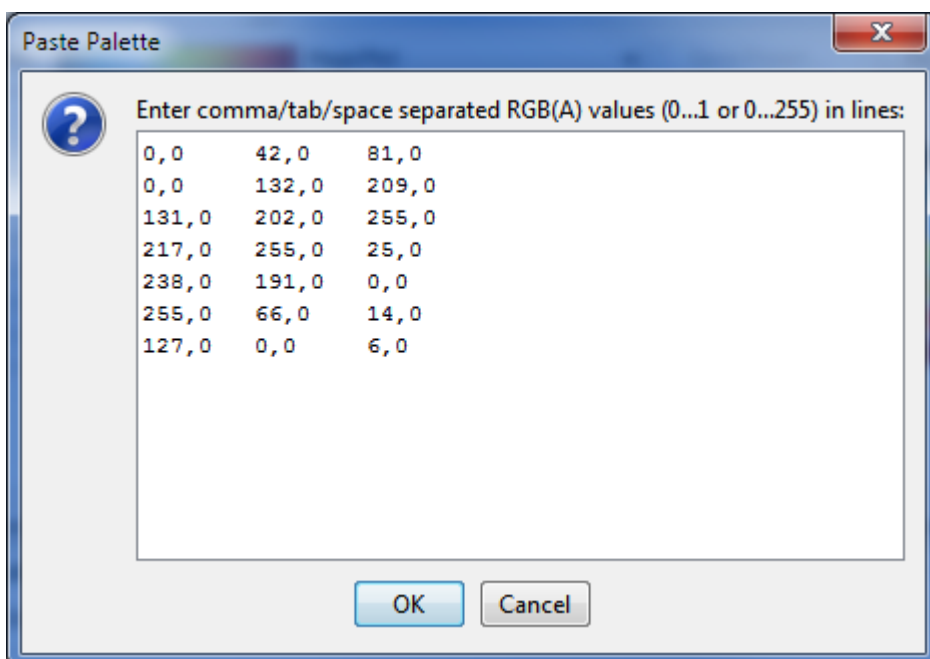 Paste Palette
Enter comma/tab/space separated RGB(A) values (0...1 or 0...255) in lines:
0,0 42,0 81,0
0,0 132,0 209,0
131,0 202,0 255,0
217,0 255,0 25,0
238,0 191,0 0,0
255,0 66,0 14,0
127,0 0,0 6,0
OK Cancel